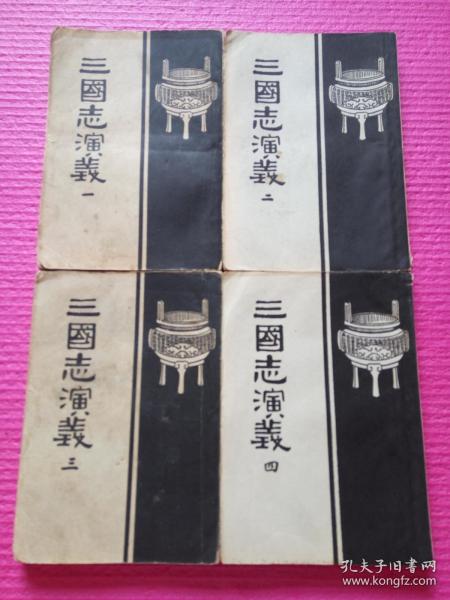 三國志演義 一
三國志演義 二
三國志演義 三
三國志演義 四
孔夫子旧书网
www.kongfz.com